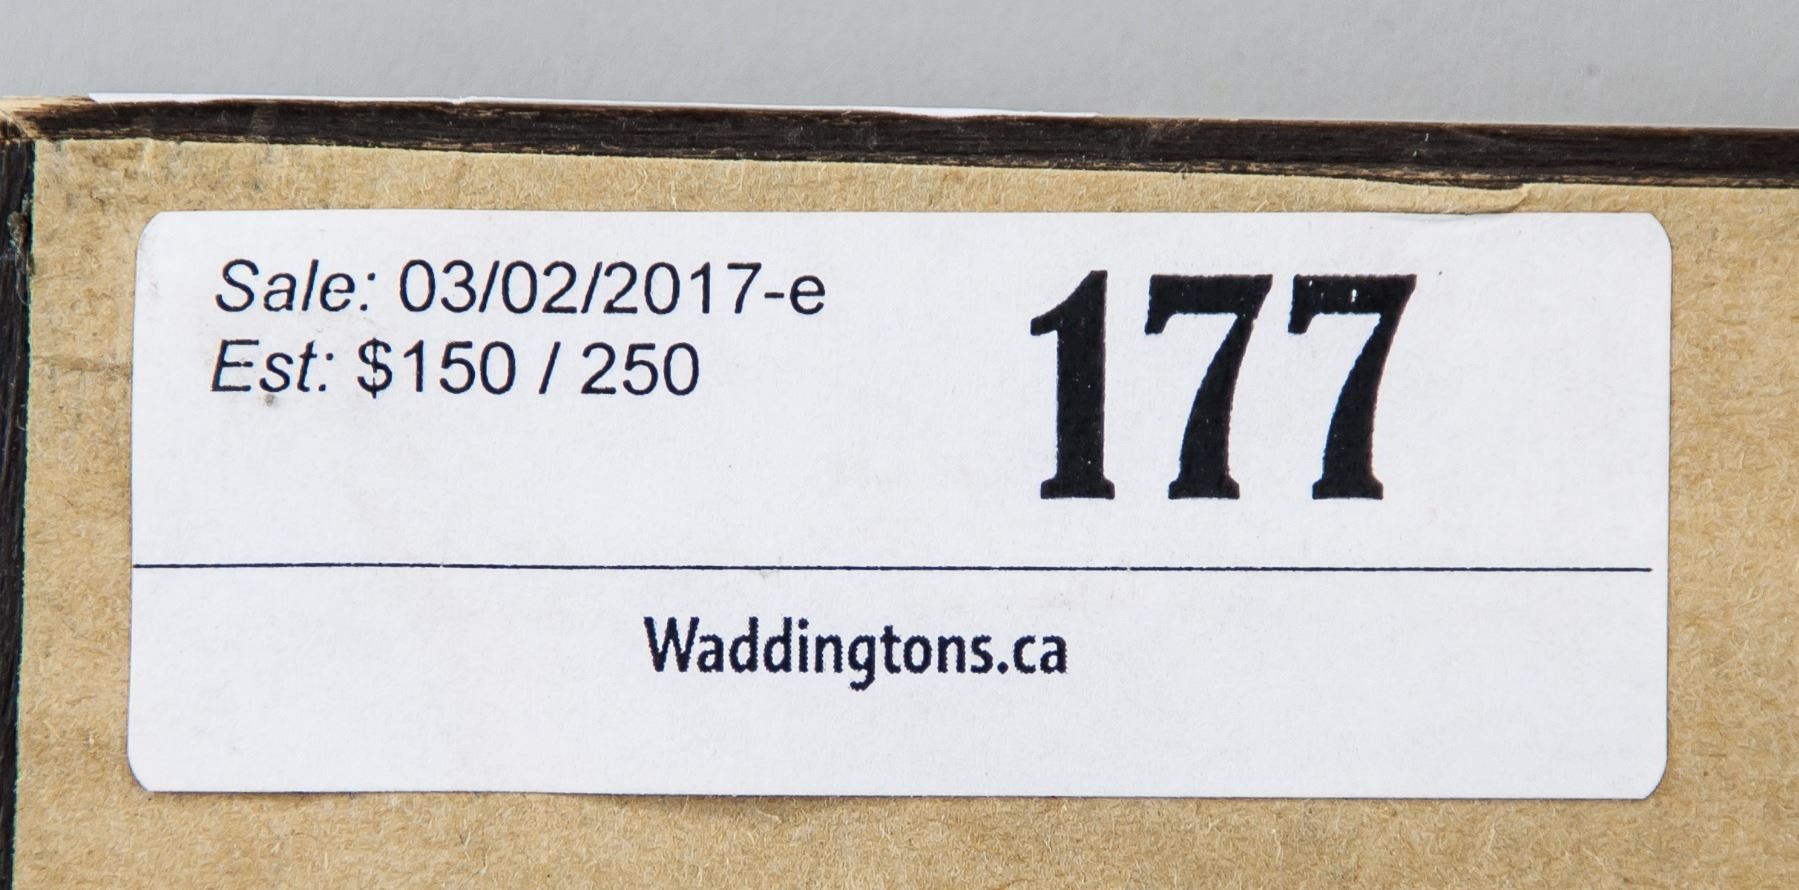 Sale: 03/02/2017-e
Est: $150 / 250
177
Waddingtons.ca